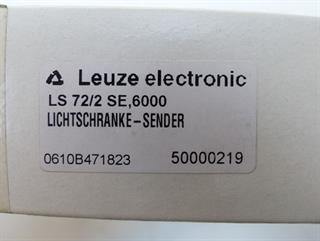 Leuze electronic
LS 72/2 SE,6000
LICHTSCHRANKE-SENDER
0610B471823 50000219